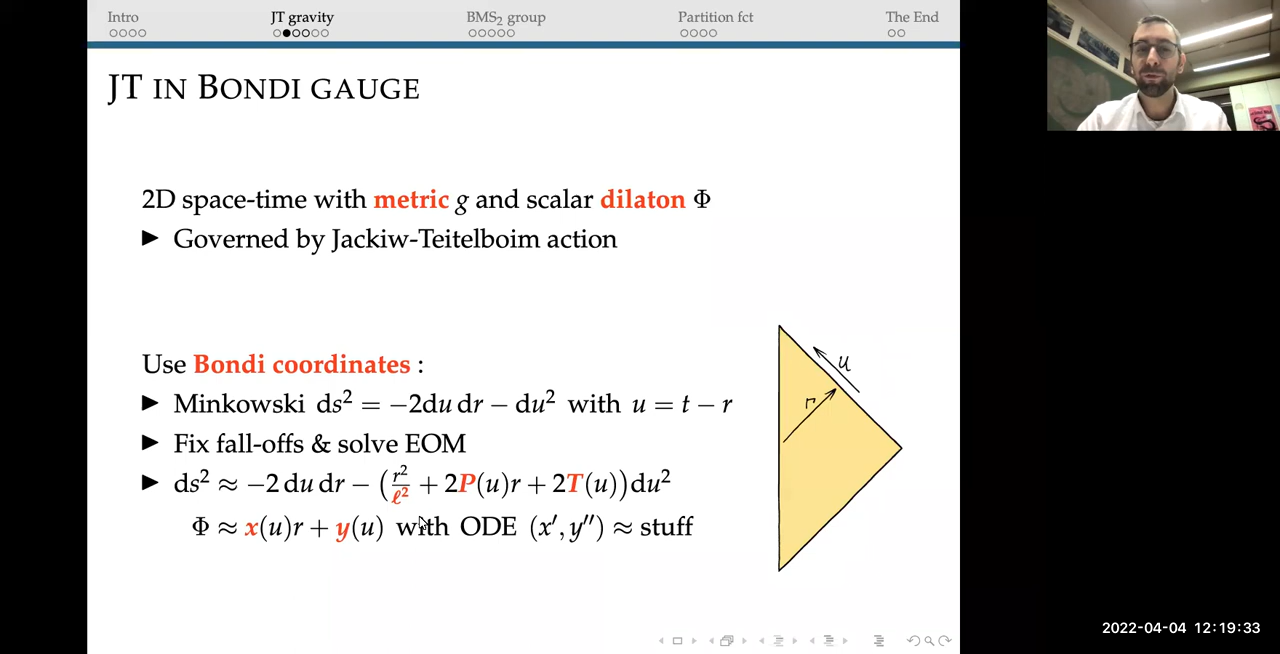 Intro JT gravity BMS₂ group Partition fct The End
JT IN BONDI GAUGE
2D space-time with metric g and scalar dilaton Φ
► Governed by Jackiw-Teitelboim action
Use Bondi coordinates :
► Minkowski ds² = −2du dr − du² with u = t − r
► Fix fall-offs & solve EOM
► ds² ≈ −2 du dr − (r²/ℓ² + 2P(u)r + 2T(u))du²
Φ ≈ x(u)r + y(u) with ODE (x′, y″) ≈ stuff
u
r
2022-04-04 12:19:33